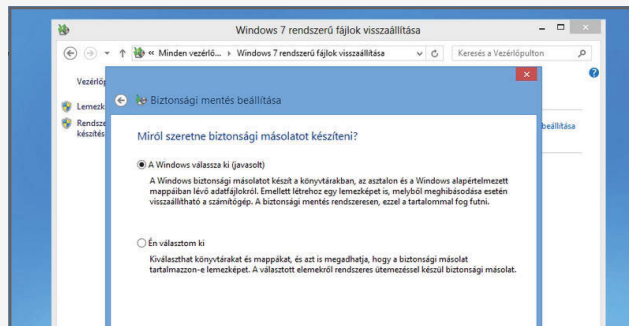 Windows 7 rendszerű fájlok visszaállítása
« Minden vezérlő... ▸ Windows 7 rendszerű fájlok visszaállítása
Keresés a Vezérlőpulton
Biztonsági mentés beállítása
Lemezk
Rendsze
készítés
beállítása
Miről szeretne biztonsági másolatot készíteni?
A Windows válassza ki (javasolt)
A Windows biztonsági másolatot készít a könyvtárakban, az asztalon és a Windows alapértelmezett
mappáiban lévő adatfájlokról. Emellett létrehoz egy lemezképet is, melyből meghibásodása esetén
visszaállítható a számítógép. A biztonsági mentés rendszeresen, ezzel a tartalommal fog futni.
Én választom ki
Kiválaszthat könyvtárakat és mappákat, és azt is megadhatja, hogy a biztonsági másolat
tartalmazzon-e lemezképet. A választott elemekről rendszeres ütemezéssel készül biztonsági másolat.